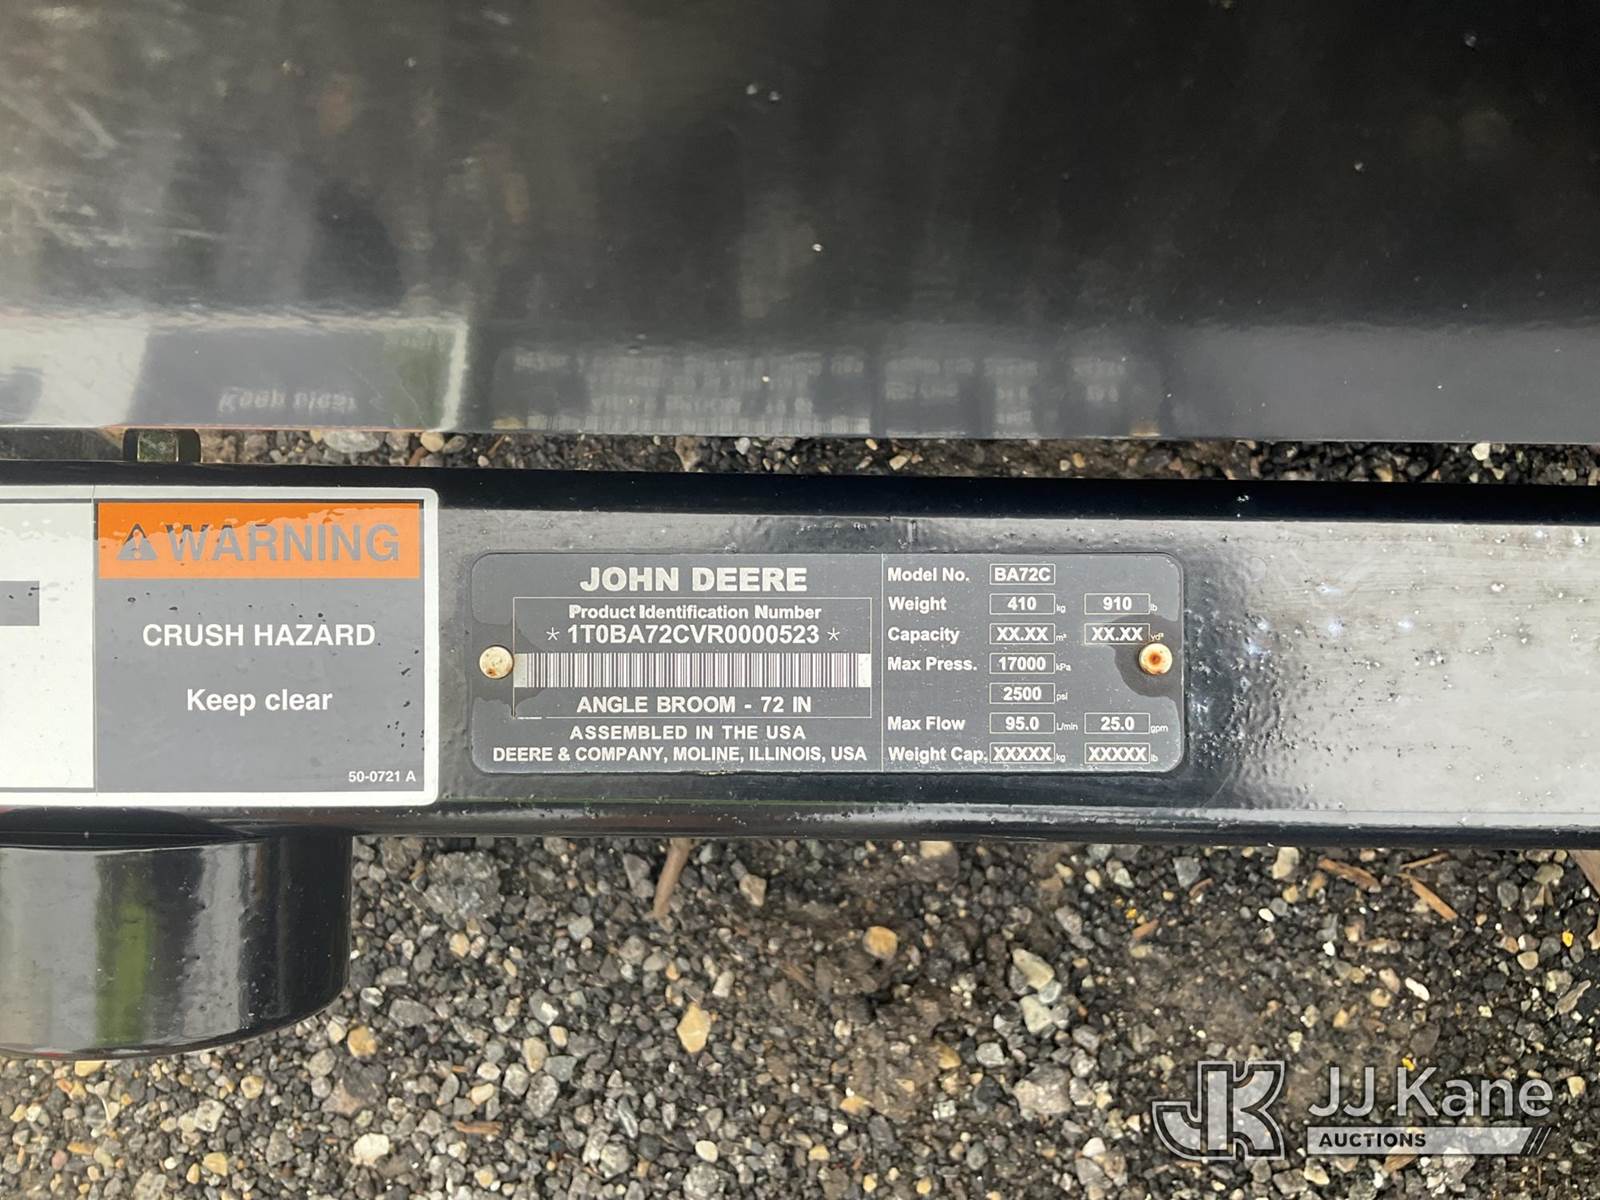 WARNING
CRUSH HAZARD
Keep clear
50-0721 A
JOHN DEERE
Product Identification Number
* 1T0BA72CVR0000523 *
ANGLE BROOM - 72 IN
ASSEMBLED IN THE USA
DEERE & COMPANY, MOLINE, ILLINOIS, USA
Model No. BA72C
Weight 410 kg 910 lb
Capacity XX.XX m³ XX.XX yd³
Max Press. 17000 kPa
2500 psi
Max Flow 95.0 L/min 25.0 gpm
Weight Cap. XXXXX kg XXXXX lb
JK JJ Kane
AUCTIONS